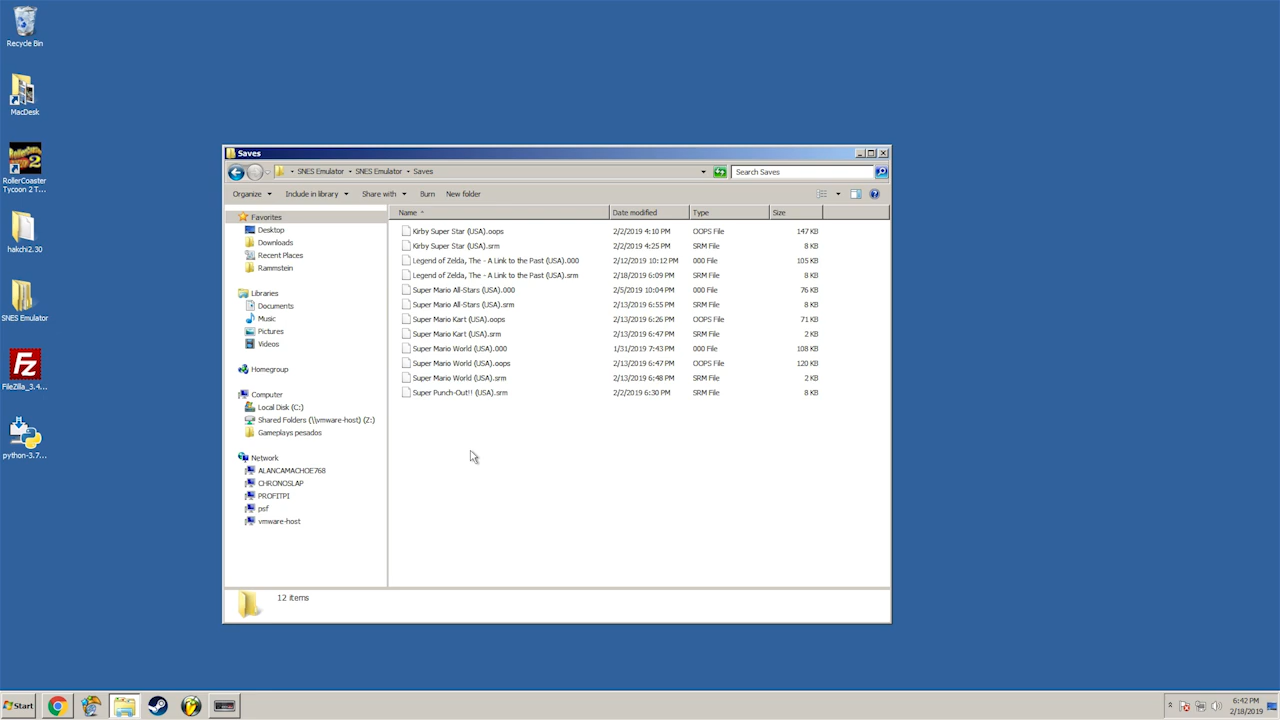 Recycle Bin
MacDesk
RollerCoaster
Tycoon 2 T...
hakchi2.30
SNES Emulator
FileZilla_3.4...
python-3.7...
Saves
SNES Emulator
SNES Emulator
Saves
Search Saves
Organize
Include in library
Share with
Burn
New folder
Favorites
Desktop
Downloads
Recent Places
Rammstein
Libraries
Documents
Music
Pictures
Videos
Homegroup
Computer
Local Disk (C:)
Shared Folders (\\vmware-host) (Z:)
Gameplays pesados
Network
ALANCAMACHOE768
CHRONOSLAP
PROFITPI
psf
vmware-host
Name Date modified Type Size
Kirby Super Star (USA).oops 2/2/2019 4:10 PM OOPS File 147 KB
Kirby Super Star (USA).srm 2/2/2019 4:25 PM SRM File 8 KB
Legend of Zelda, The - A Link to the Past (USA).000 2/12/2019 10:12 PM 000 File 105 KB
Legend of Zelda, The - A Link to the Past (USA).srm 2/18/2019 6:09 PM SRM File 8 KB
Super Mario All-Stars (USA).000 2/5/2019 10:04 PM 000 File 76 KB
Super Mario All-Stars (USA).srm 2/13/2019 6:55 PM SRM File 8 KB
Super Mario Kart (USA).oops 2/13/2019 6:26 PM OOPS File 71 KB
Super Mario Kart (USA).srm 2/13/2019 6:47 PM SRM File 2 KB
Super Mario World (USA).000 1/31/2019 7:43 PM 000 File 108 KB
Super Mario World (USA).oops 2/13/2019 6:47 PM OOPS File 120 KB
Super Mario World (USA).srm 2/13/2019 6:48 PM SRM File 2 KB
Super Punch-Out!! (USA).srm 2/2/2019 6:30 PM SRM File 8 KB
12 items
Start
6:42 PM
2/18/2019